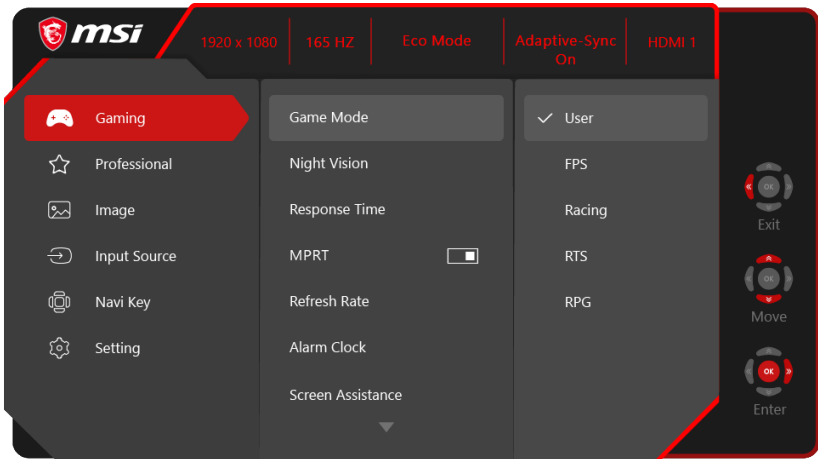 msi
1920 x 1080
165 HZ
Eco Mode
Adaptive-Sync
On
HDMI 1
Gaming
Professional
Image
Input Source
Navi Key
Setting
Game Mode
Night Vision
Response Time
MPRT
Refresh Rate
Alarm Clock
Screen Assistance
User
FPS
Racing
RTS
RPG
OK
Exit
OK
Move
OK
Enter